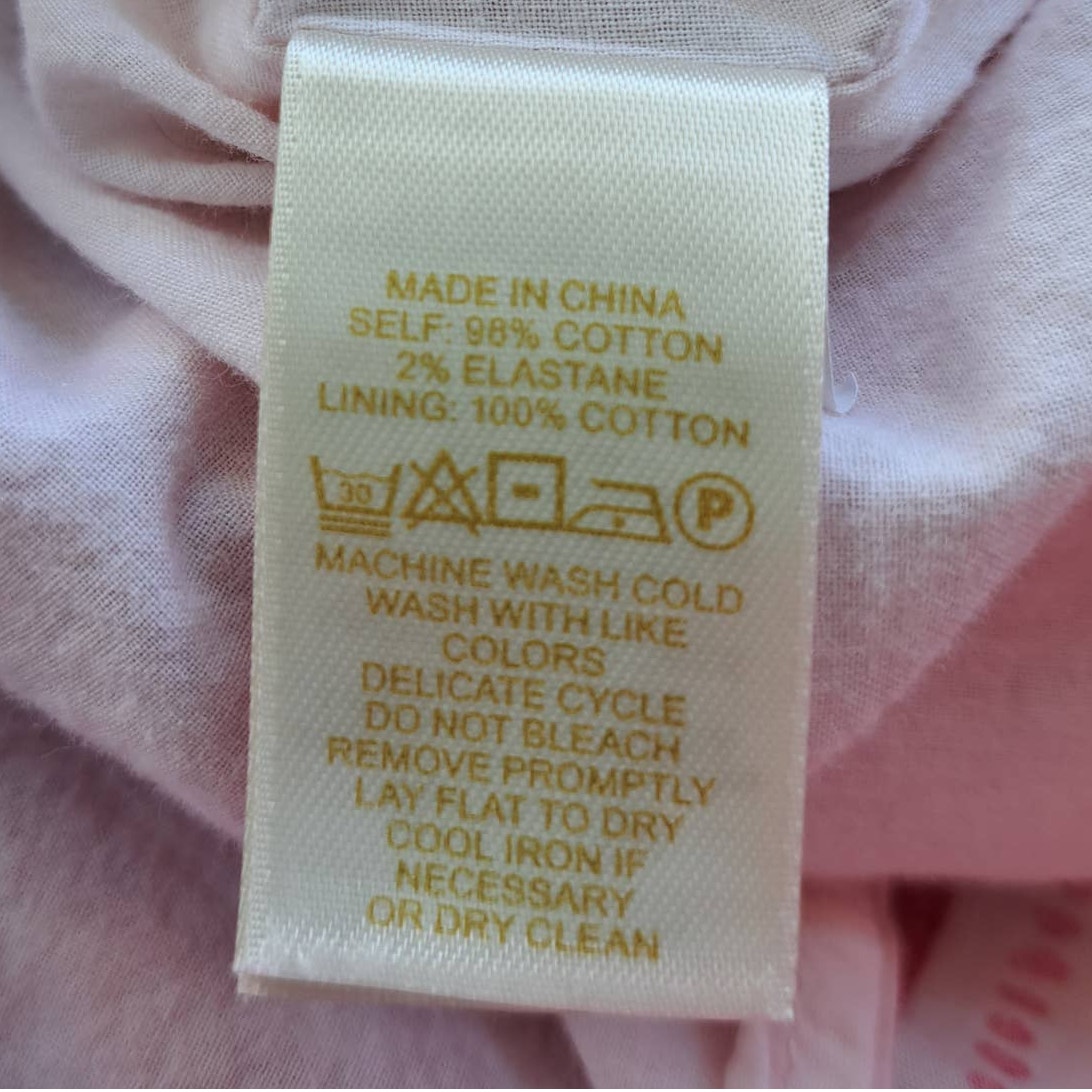 MADE IN CHINA
SELF: 98% COTTON
2% ELASTANE
LINING: 100% COTTON
30 P
MACHINE WASH COLD
WASH WITH LIKE
COLORS
DELICATE CYCLE
DO NOT BLEACH
REMOVE PROMPTLY
LAY FLAT TO DRY
COOL IRON IF
NECESSARY
OR DRY CLEAN